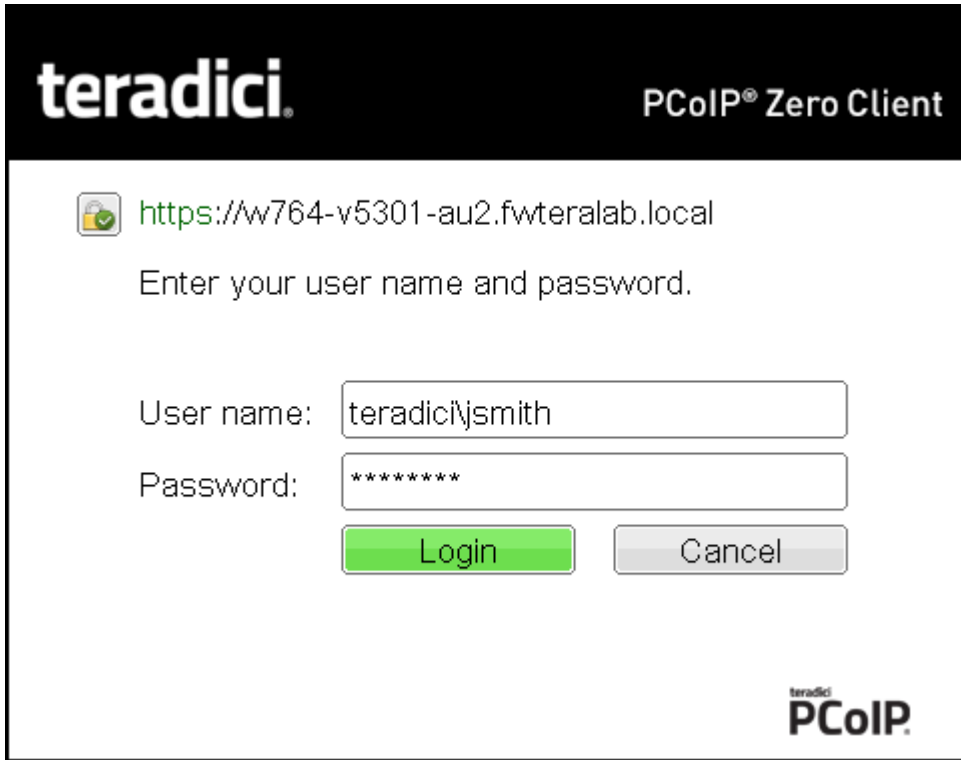 teradici.
PCoIP® Zero Client
https://w764-v5301-au2.fwteralab.local
Enter your user name and password.
User name: teradici\jsmith
Password: ********
Login Cancel
teradici
PCoIP.